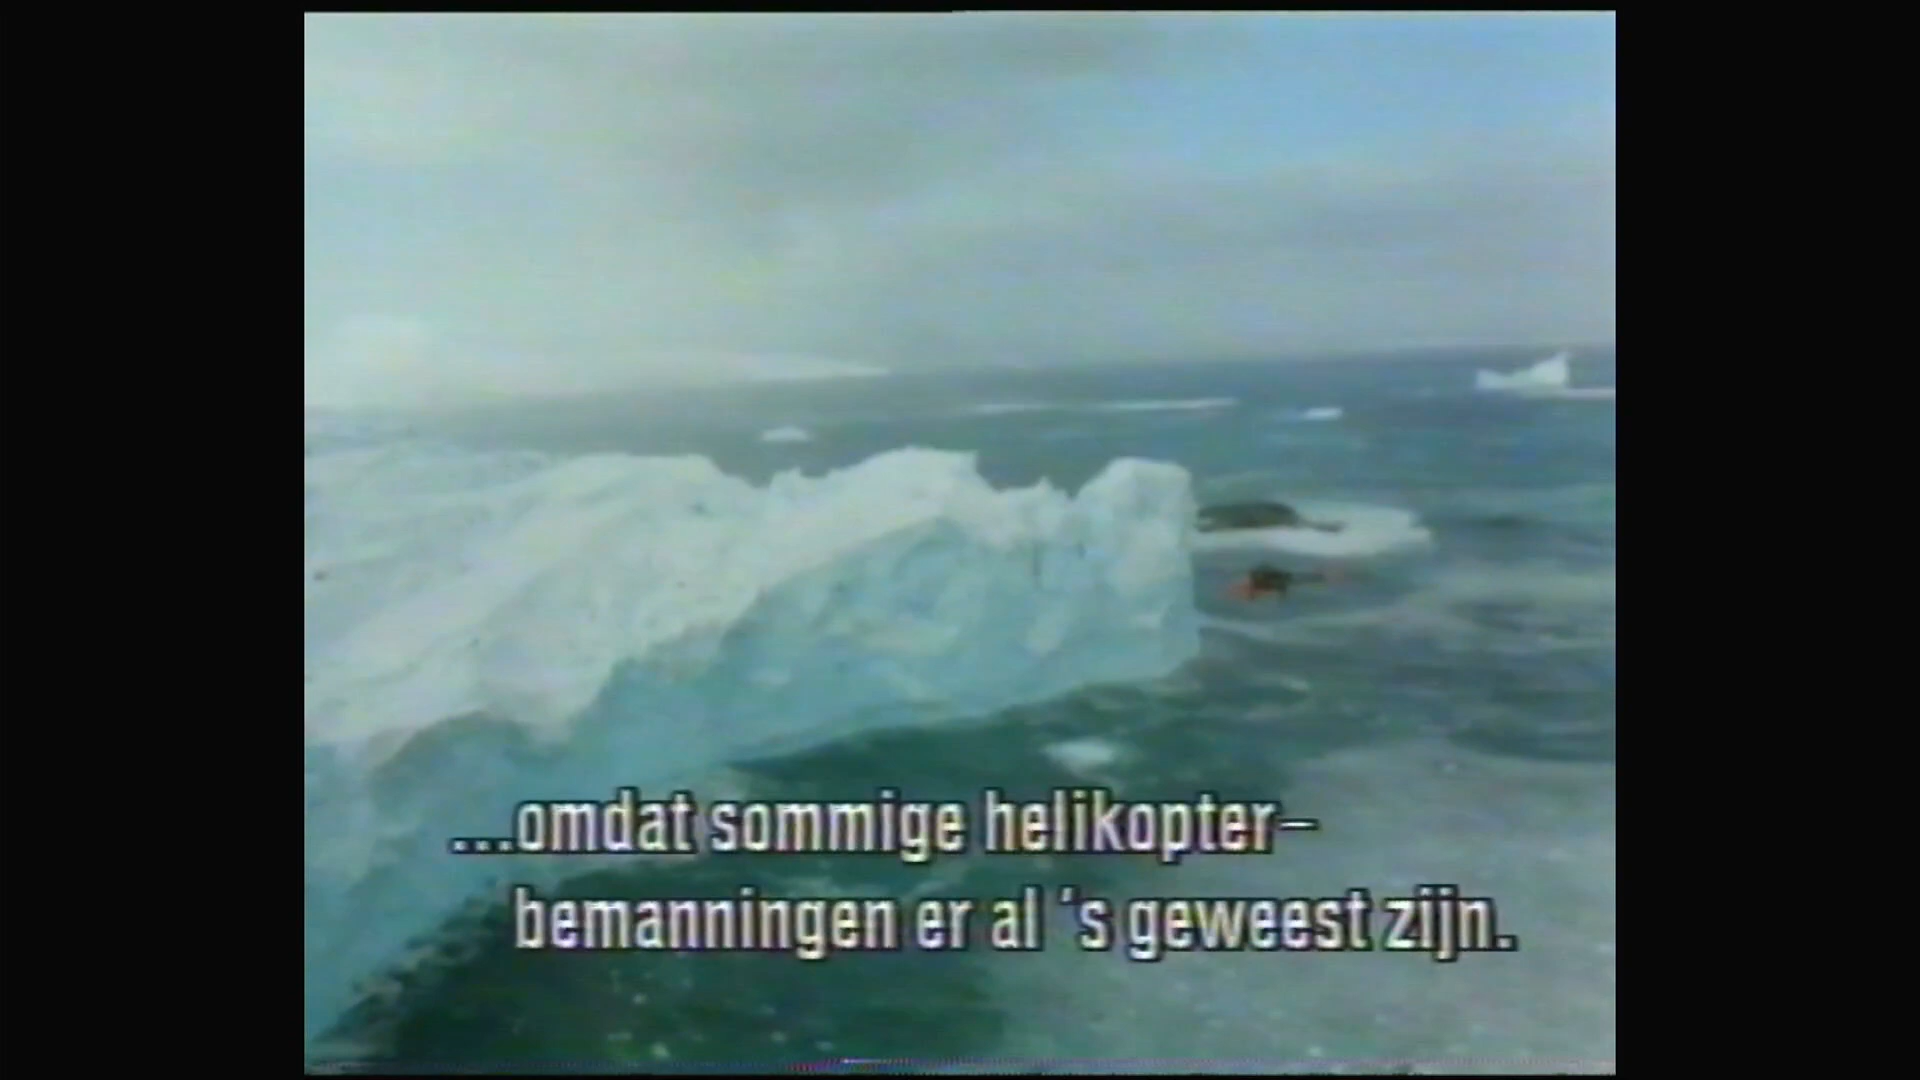 ...omdat sommige helikopter–
bemanningen er al 's geweest zijn.